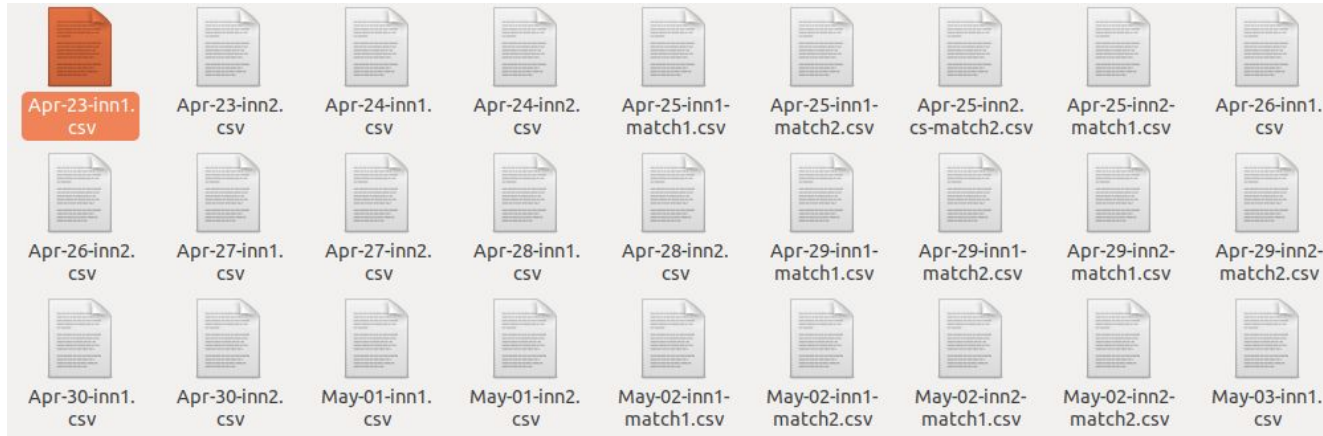 Apr-23-inn1. Apr-23-inn2. Apr-24-inn1. Apr-24-inn2. Apr-25-inn1- Apr-25-inn1- Apr-25-inn2. Apr-25-inn2- Apr-26-inn1.
csv csv csv csv match1.csv match2.csv cs-match2.csv match1.csv csv
Apr-26-inn2. Apr-27-inn1. Apr-27-inn2. Apr-28-inn1. Apr-28-inn2. Apr-29-inn1- Apr-29-inn1- Apr-29-inn2- Apr-29-inn2-
csv csv csv csv csv match1.csv match2.csv match1.csv match2.csv
Apr-30-inn1. Apr-30-inn2. May-01-inn1. May-01-inn2. May-02-inn1- May-02-inn1- May-02-inn2- May-02-inn2- May-03-inn1.
csv csv csv csv match1.csv match2.csv match1.csv match2.csv csv